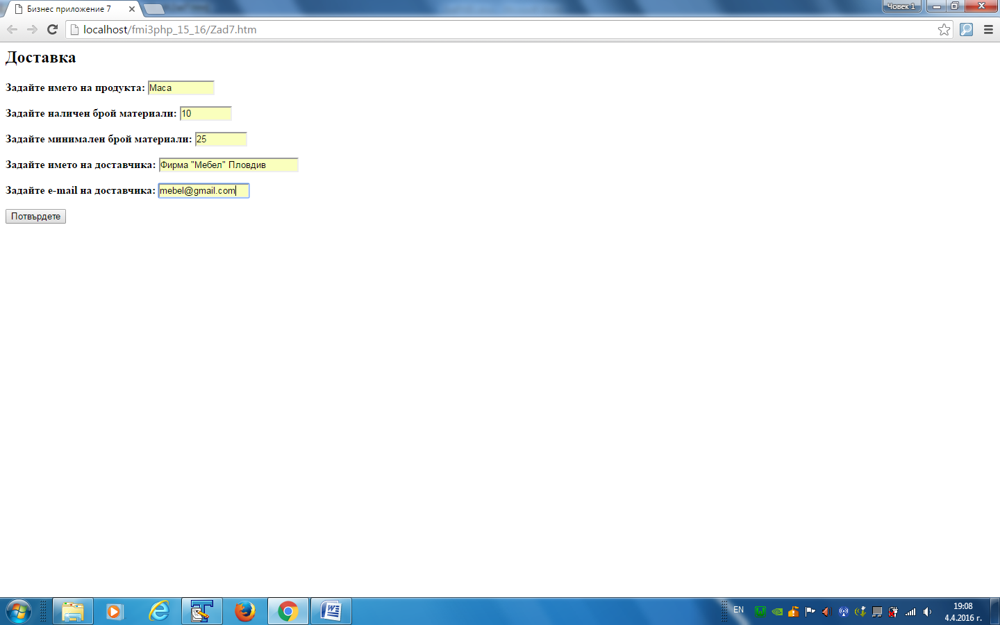 Бизнес приложение 7
Човек 1
localhost/fmi3php_15_16/Zad7.htm
Доставка
Задайте името на продукта: Маса
Задайте наличен брой материали: 10
Задайте минимален брой материали: 25
Задайте името на доставчика: Фирма "Мебел" Пловдив
Задайте e-mail на доставчика: mebel@gmail.com
Потвърдете
EN
19:08
4.4.2016 г.